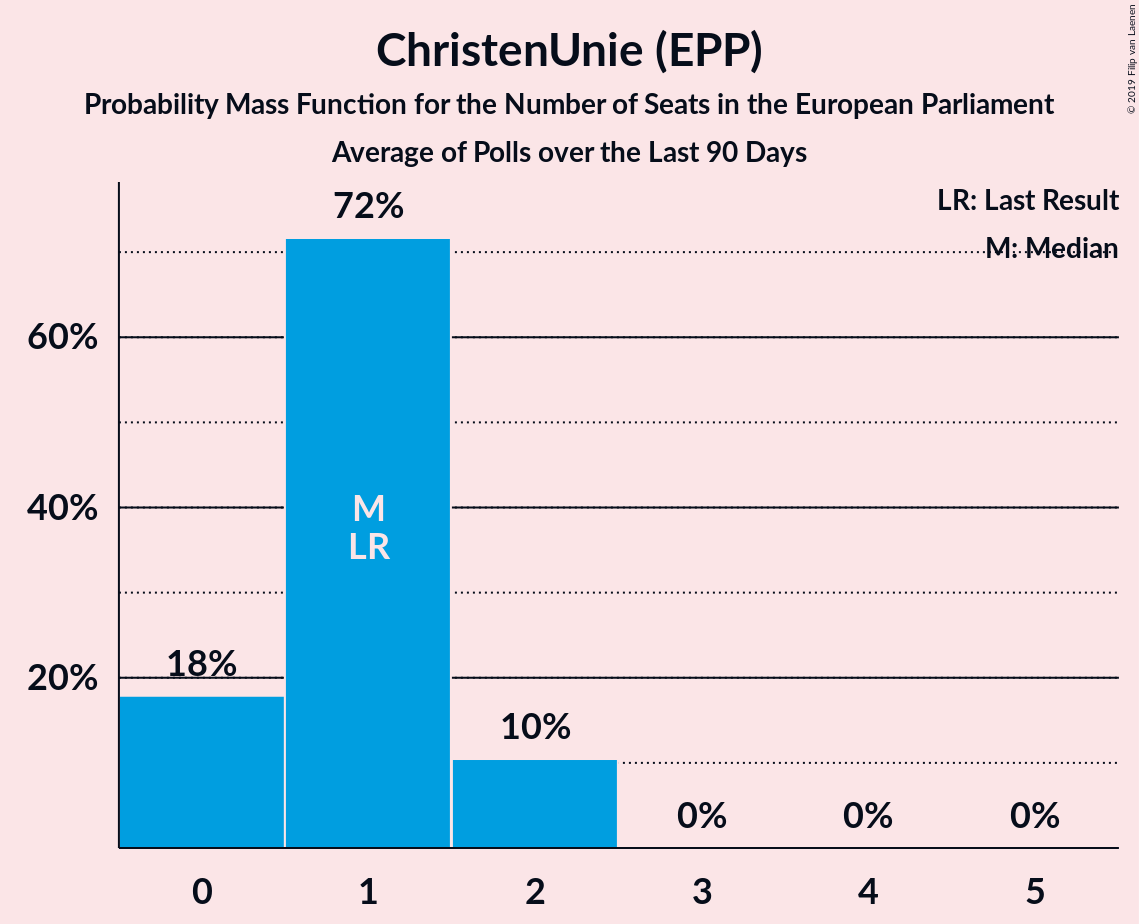 ChristenUnie (EPP)
Probability Mass Function for the Number of Seats in the European Parliament
Average of Polls over the Last 90 Days
© 2019 Filip van Laenen
LR: Last Result
M: Median
72%
60%
40%
20%
M
LR
18%
10%
0%
0%
0%
0
1
2
3
4
5